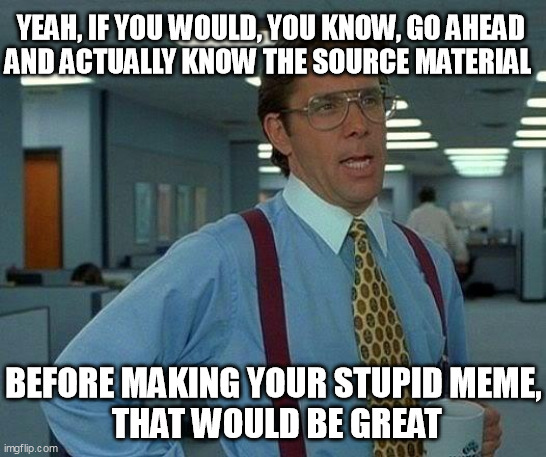 YEAH, IF YOU WOULD, YOU KNOW, GO AHEAD
AND ACTUALLY KNOW THE SOURCE MATERIAL
BEFORE MAKING YOUR STUPID MEME,
THAT WOULD BE GREAT
imgflip.com